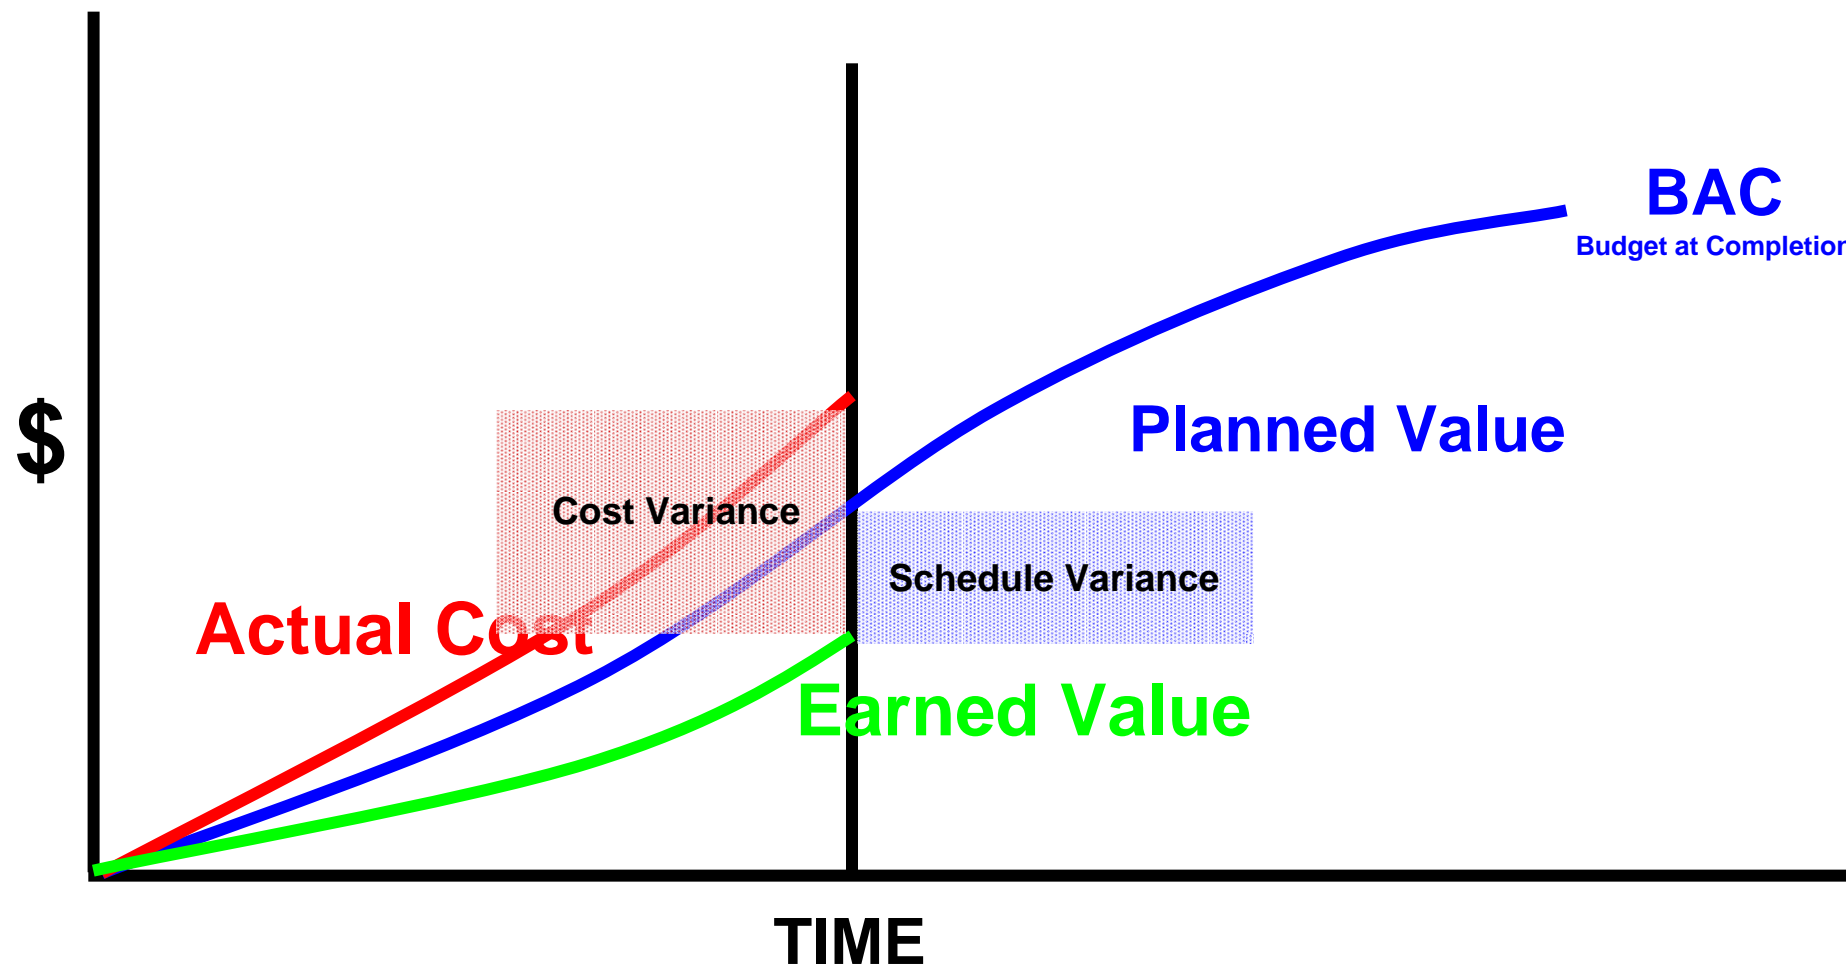 BAC
Budget at Completion
$
Planned Value
Cost Variance
Schedule Variance
Actual Cost
Earned Value
TIME